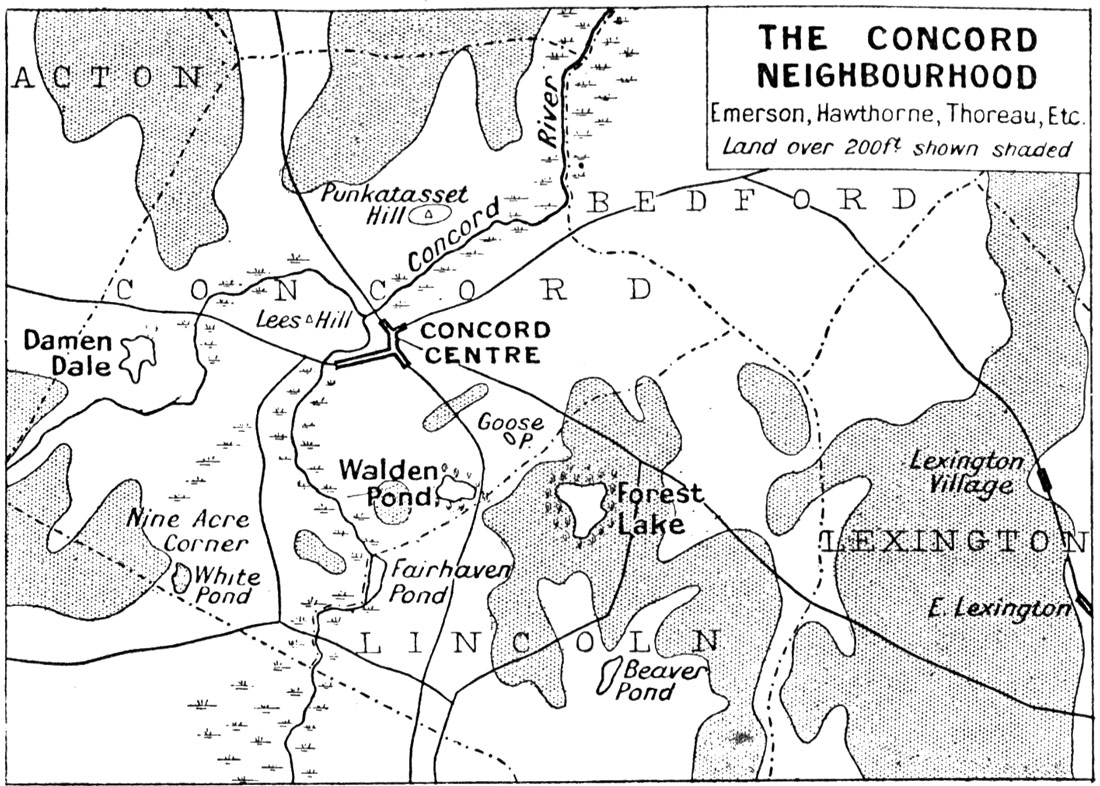 THE CONCORD
NEIGHBOURHOOD
Emerson, Hawthorne, Thoreau, Etc.
Land over 200ft shown shaded
ACTON
River
Punkatasset
Hill
Concord
BEDFORD
CONCORD
Lees Hill
Damen
Dale
CONCORD
CENTRE
Goose
P.
Walden
Pond
Forest
Lake
Lexington
Village
Nine Acre
Corner
White
Pond
Fairhaven
Pond
LEXINGTON
E. Lexington
LINCOLN
Beaver
Pond